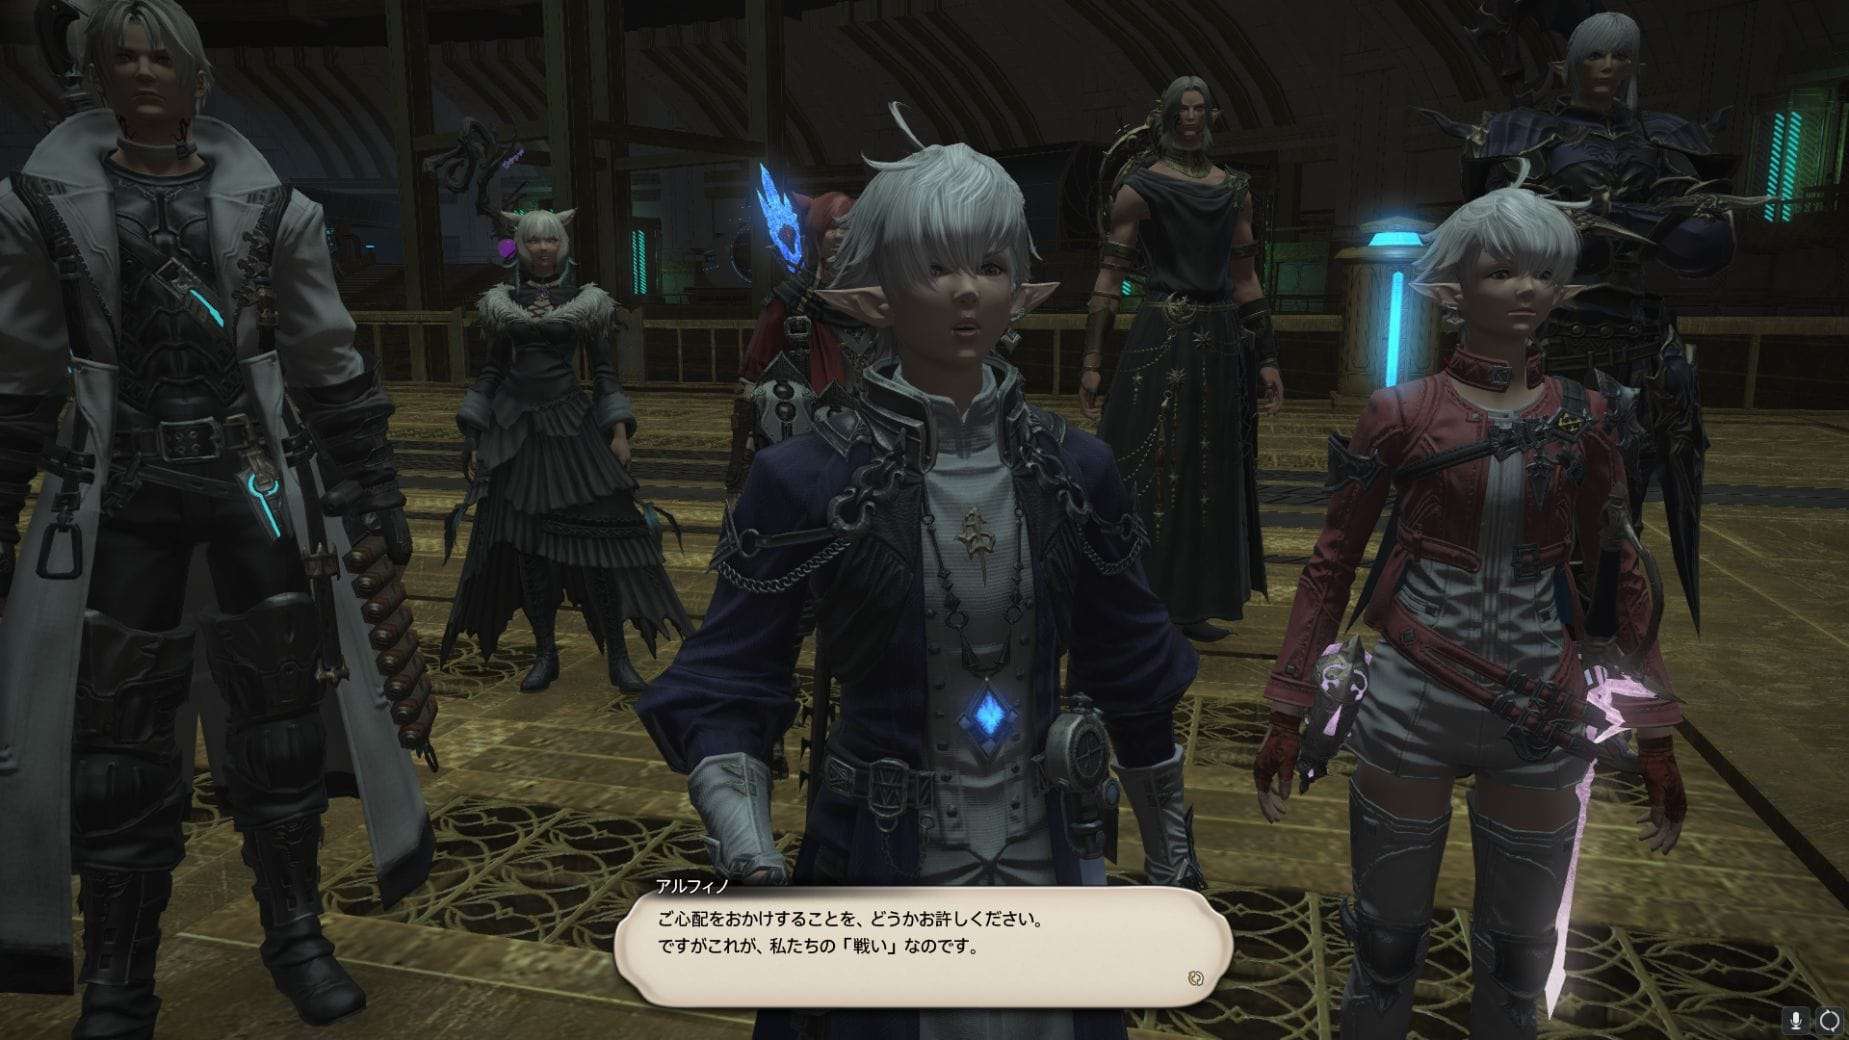 アルフィノ
ご心配をおかけすることを、どうかお許しください。
ですがこれが、私たちの「戦い」なのです。